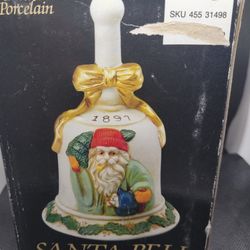 Porcelain
SKU 455 31498
1897
SANTA BELL